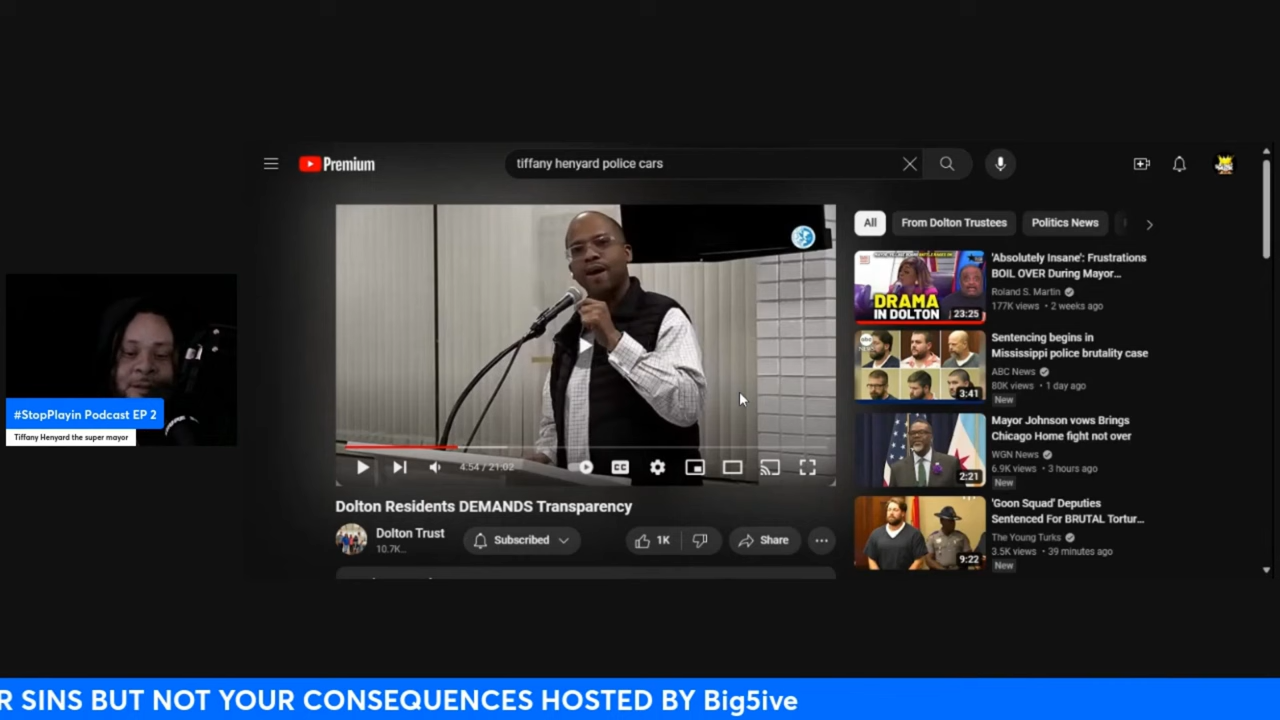 Premium
tiffany henyard police cars
All
From Dolton Trustees
Politics News
DRAMA
IN DOLTON
23:25
'Absolutely Insane': Frustrations
BOIL OVER During Mayor...
Roland S. Martin
177K views • 2 weeks ago
3:41
Sentencing begins in
Mississippi police brutality case
ABC News
80K views • 1 day ago
New
2:21
Mayor Johnson vows Brings
Chicago Home fight not over
WGN News
6.9K views • 3 hours ago
New
9:22
'Goon Squad' Deputies
Sentenced For BRUTAL Tortur...
The Young Turks
3.5K views • 39 minutes ago
New
4:54 / 21:02
CC
Dolton Residents DEMANDS Transparency
Dolton Trust
10.7K...
Subscribed
1K
Share
#StopPlayin Podcast EP 2
Tiffany Henyard the super mayor
R SINS BUT NOT YOUR CONSEQUENCES HOSTED BY Big5ive